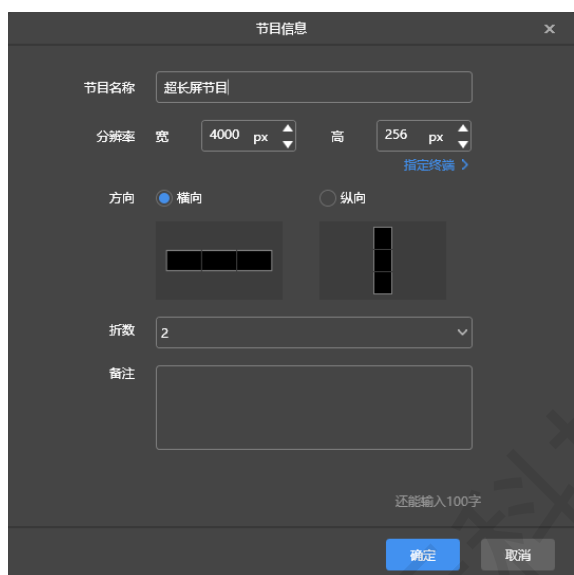 节目信息
节目名称 超长屏节目
分辨率 宽 4000 px 高 256 px
指定终端
方向 横向 纵向
折数 2
备注
还能输入100字
确定 取消